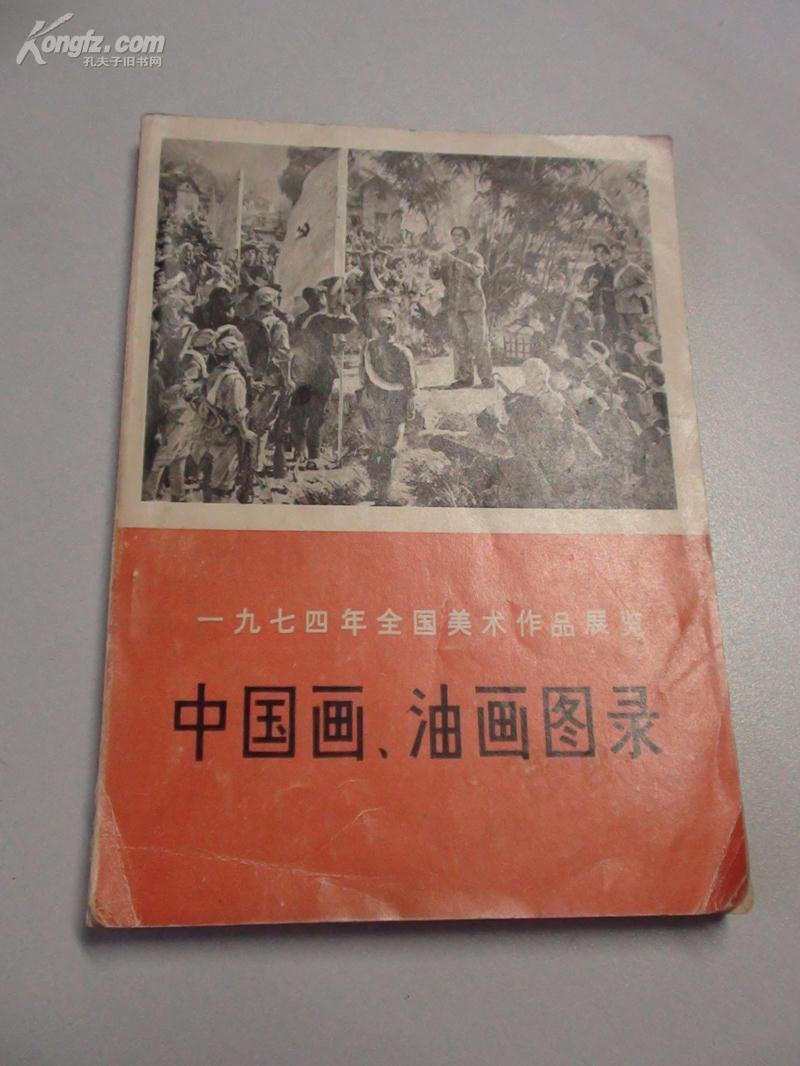 Kongfz.com
孔夫子旧书网
一九七四年全国美术作品展览
中国画、油画图录